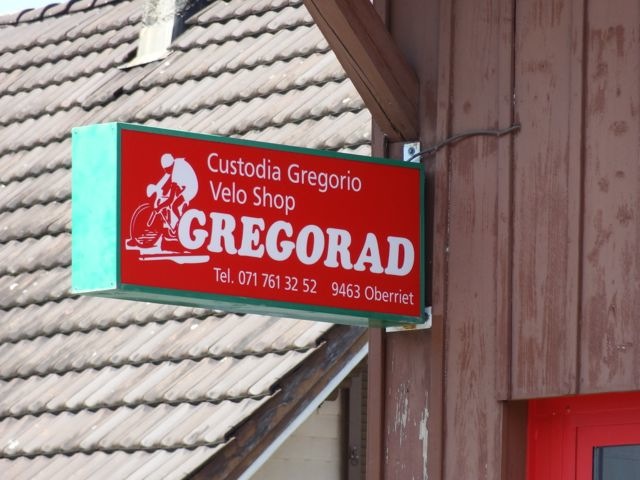 Custodia Gregorio
Velo Shop
GREGORAD
Tel. 071 761 32 52 9463 Oberriet